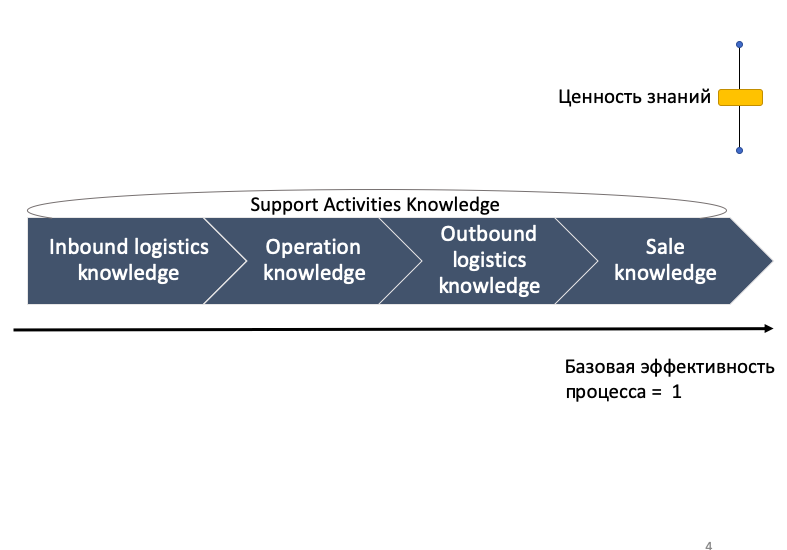 Ценность знаний
Support Activities Knowledge
Inbound logistics
knowledge
Operation
knowledge
Outbound
logistics
knowledge
Sale
knowledge
Базовая эффективность
процесса = 1
4